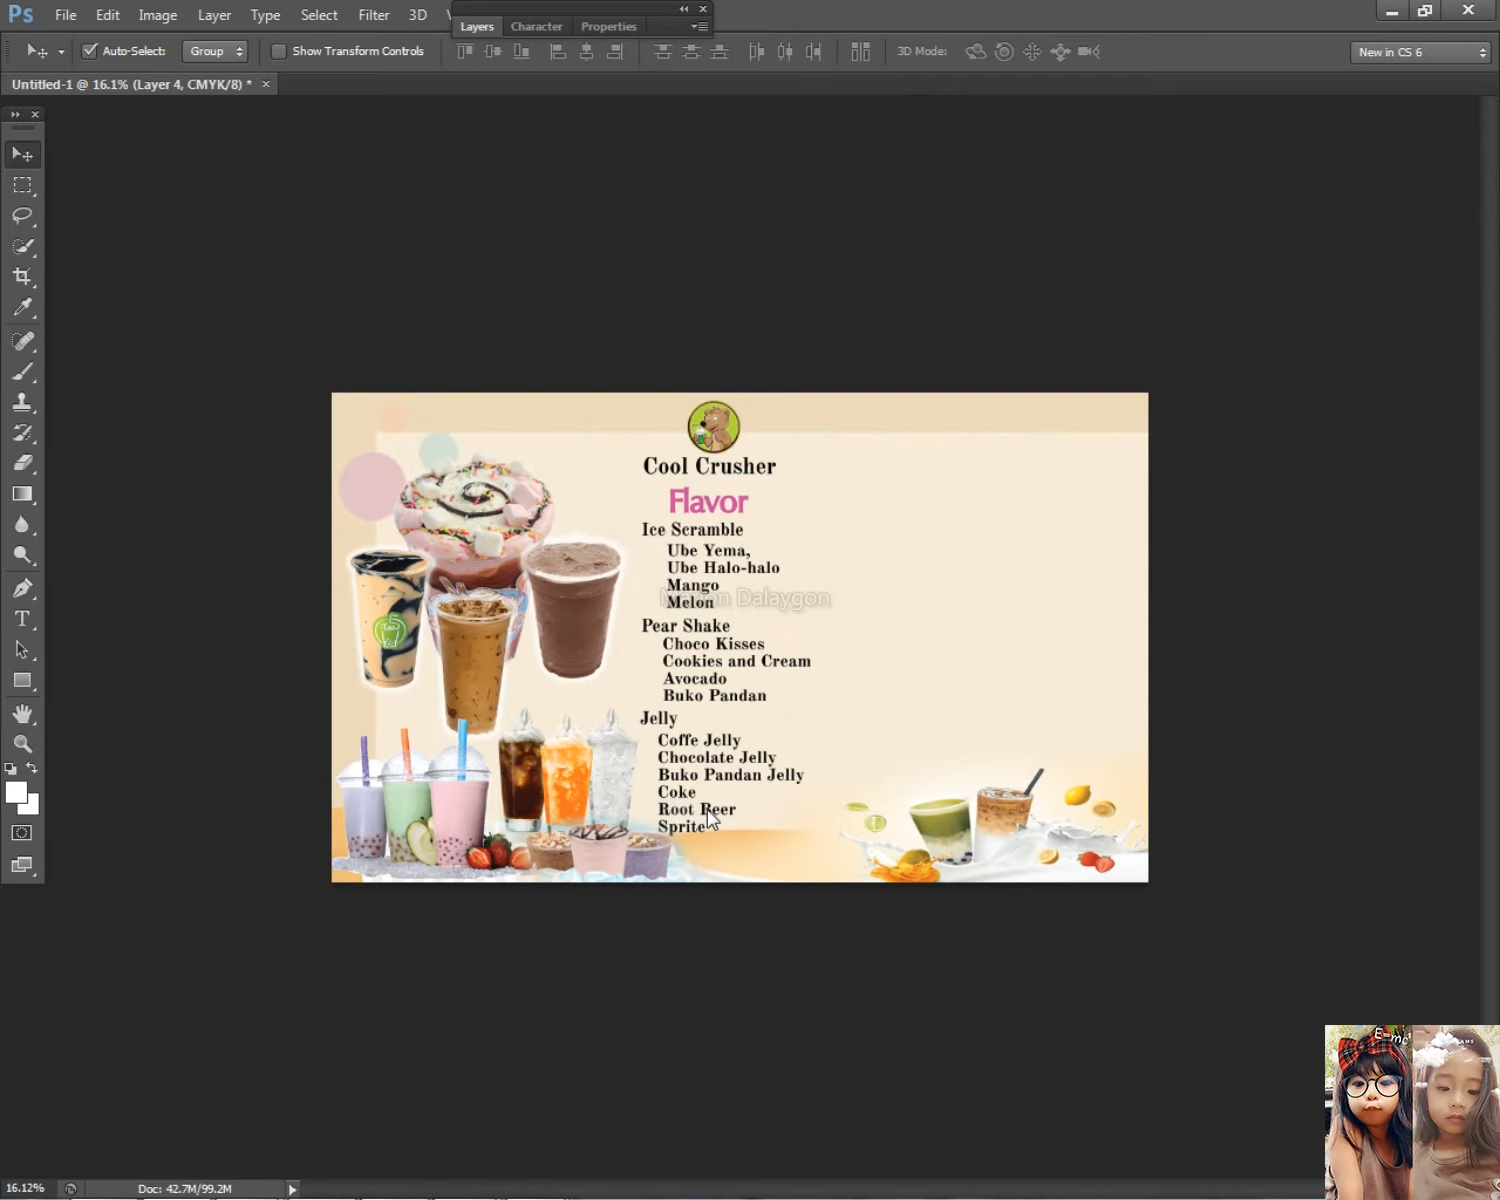 Ps File Edit Image Layer Type Select Filter 3D
Layers Character Properties
Auto-Select: Group Show Transform Controls 3D Mode: New in CS 6
Untitled-1 @ 16.1% (Layer 4, CMYK/8) *
Cool Crusher
Flavor
Ice Scramble
Ube Yema,
Ube Halo-halo
Mango
Dalaygon
Melon
Pear Shake
Choco Kisses
Cookies and Cream
Avocado
Buko Pandan
Jelly
Coffe Jelly
Chocolate Jelly
Buko Pandan Jelly
Coke
Root Beer
Sprite
16.12% Doc: 42.7M/99.2M